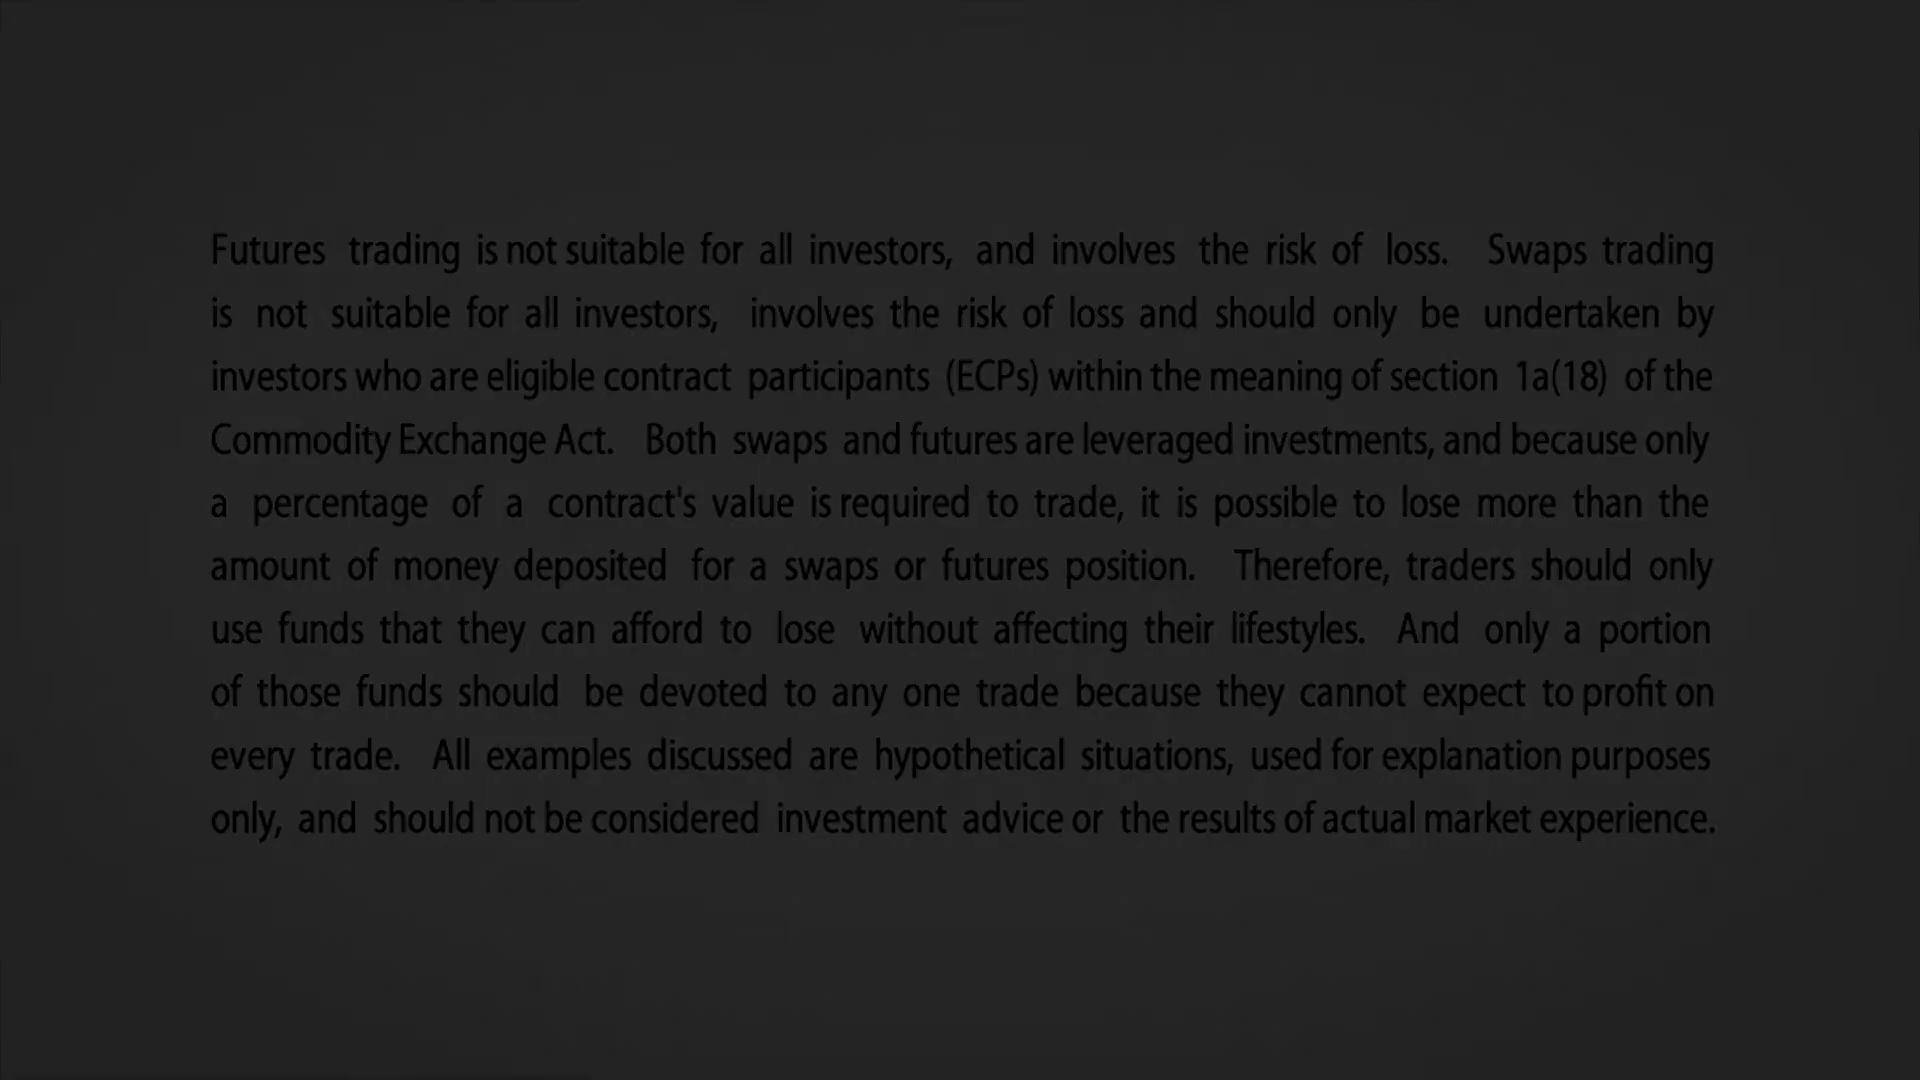 Futures trading is not suitable for all investors, and involves the risk of loss. Swaps trading
is not suitable for all investors, involves the risk of loss and should only be undertaken by
investors who are eligible contract participants (ECPs) within the meaning of section 1a(18) of the
Commodity Exchange Act. Both swaps and futures are leveraged investments, and because only
a percentage of a contract's value is required to trade, it is possible to lose more than the
amount of money deposited for a swaps or futures position. Therefore, traders should only
use funds that they can afford to lose without affecting their lifestyles. And only a portion
of those funds should be devoted to any one trade because they cannot expect to profit on
every trade. All examples discussed are hypothetical situations, used for explanation purposes
only, and should not be considered investment advice or the results of actual market experience.